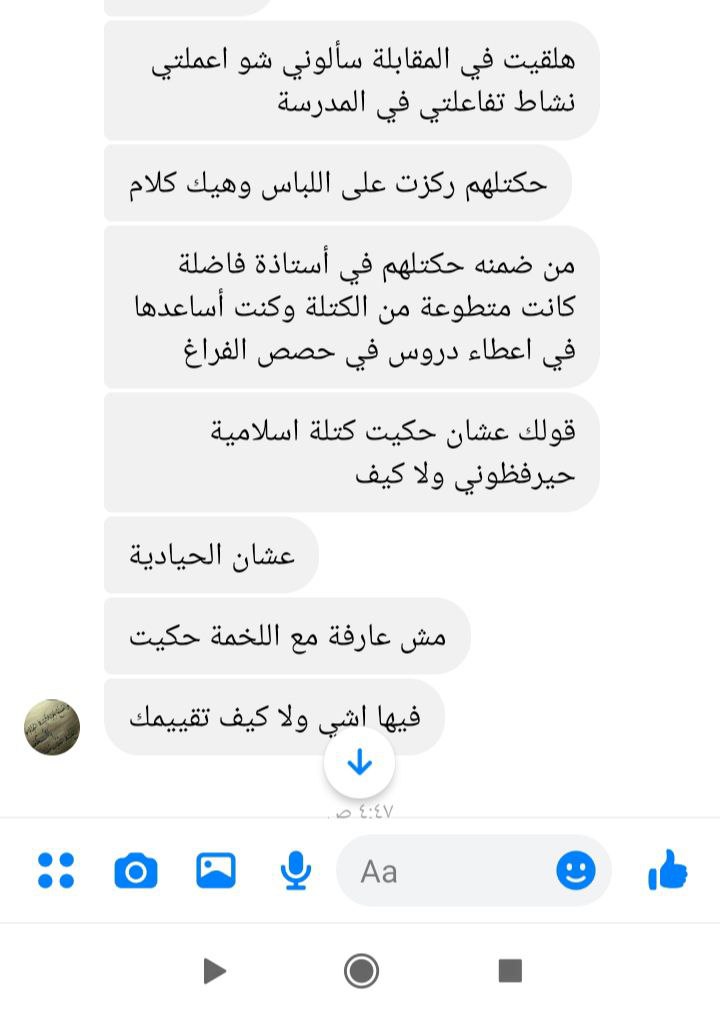 هلقيت في المقابلة سألوني شو اعملتي
نشاط تفاعلتي في المدرسة
حكتلهم ركزت على اللباس وهيك كلام
من ضمنه حكتلهم في أستاذة فاضلة
كانت متطوعة من الكتلة وكنت أساعدها
في اعطاء دروس في حصص الفراغ
قولك عشان حكيت كتلة اسلامية
حيرفظوني ولا كيف
عشان الحيادية
مش عارفة مع اللخمة حكيت
فيها اشي ولا كيف تقييمك
٤:٤٧ ص
Aa